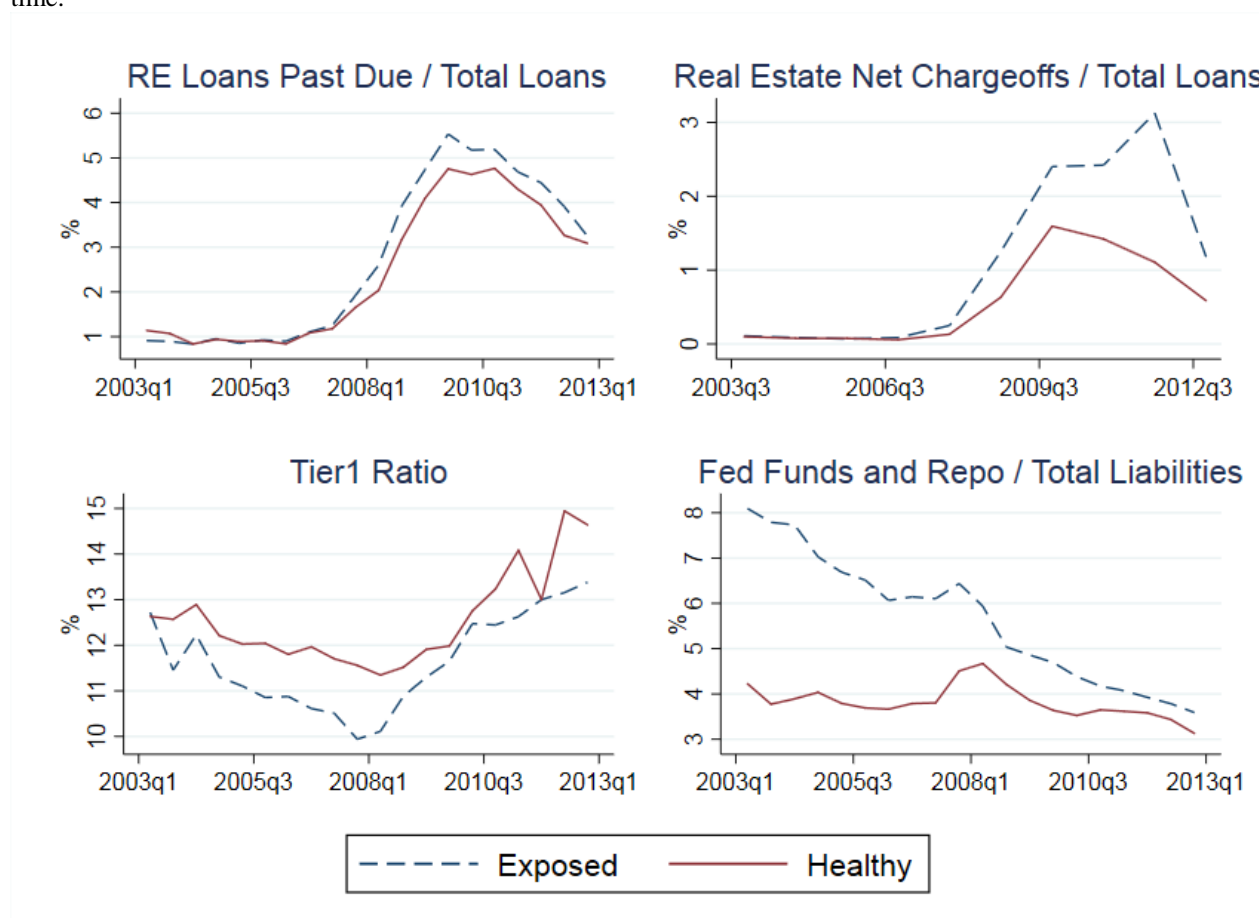 time.
RE Loans Past Due / Total Loans
%
6
5
4
3
2
1
2003q1 2005q3 2008q1 2010q3 2013q1
Real Estate Net Chargeoffs / Total Loans
%
3
2
1
0
2003q3 2006q3 2009q3 2012q3
Tier1 Ratio
%
15
14
13
12
11
10
2003q1 2005q3 2008q1 2010q3 2013q1
Fed Funds and Repo / Total Liabilities
%
8
7
6
5
4
3
2003q1 2005q3 2008q1 2010q3 2013q1
Exposed Healthy